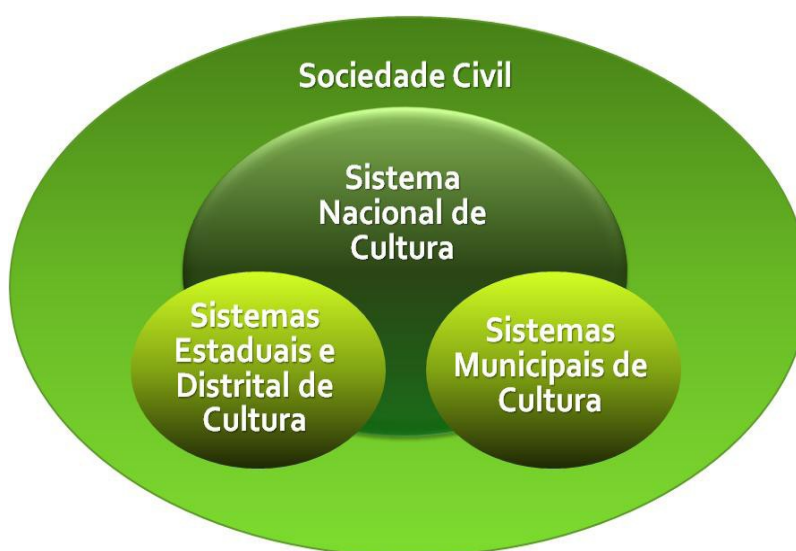 Sociedade Civil
Sistema
Nacional de
Cultura
Sistemas
Estaduais e
Distrital de
Cultura
Sistemas
Municipais de
Cultura